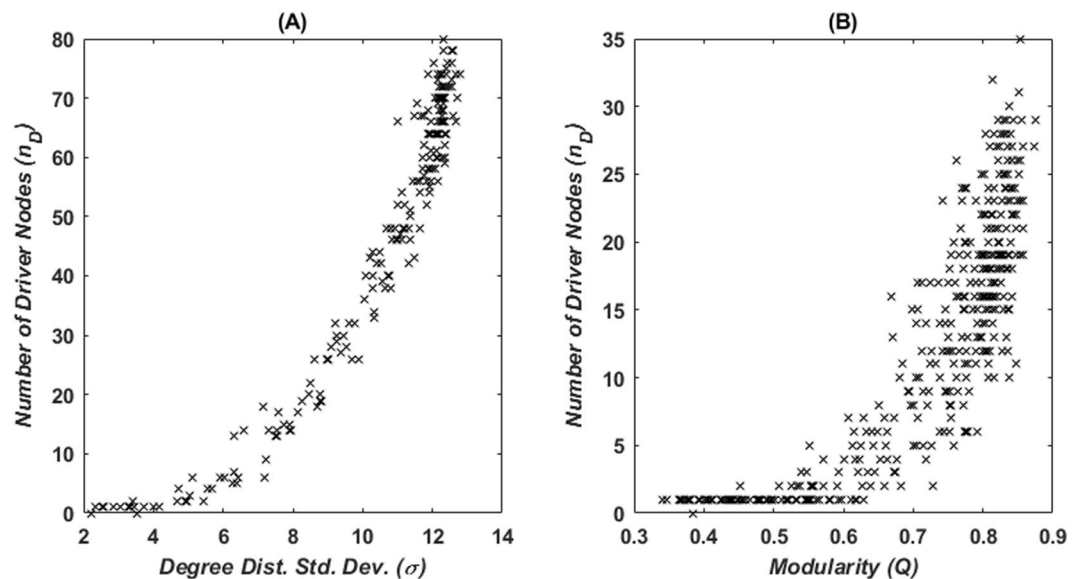 (A)
80
70
60
50
40
30
20
10
0
2 4 6 8 10 12 14
Number of Driver Nodes (n_D)
Degree Dist. Std. Dev. (σ)
(B)
35
30
25
20
15
10
5
0
0.3 0.4 0.5 0.6 0.7 0.8 0.9
Number of Driver Nodes (n_D)
Modularity (Q)